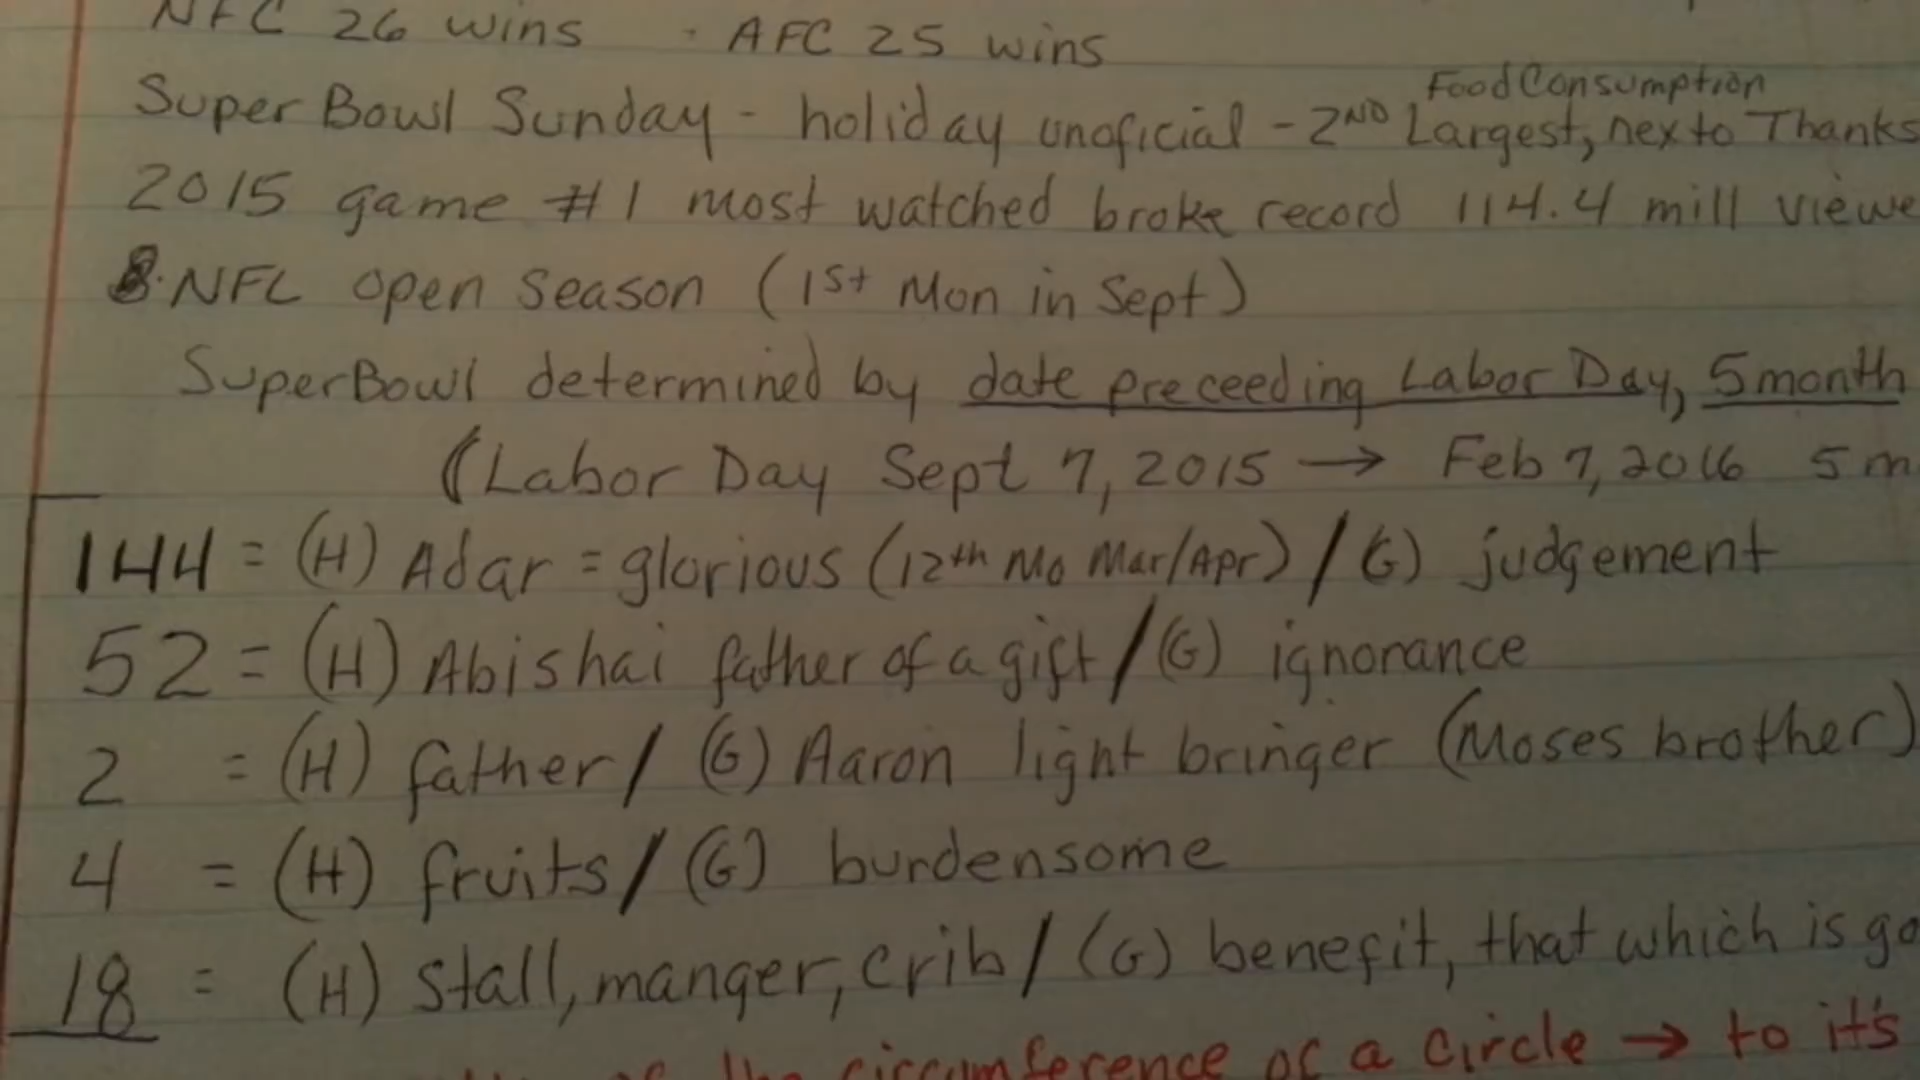 NFC 26 wins · AFC 25 wins
Food Consumption
Super Bowl Sunday - holiday unoficial - 2ND Largest, nex to Thanks
2015 game #1 most watched broke record 114.4 mill viewe
8. NFL open season (1st Mon in Sept)
SuperBowl determined by date preceeding Labor Day, 5 month
(Labor Day Sept 7, 2015 → Feb 7, 2016 5 m
144 = (H) Adar = glorious (12th Mo Mar/Apr) / G) judgement
52 = (H) Abishai father of a gift / (G) ignorance
2 = (H) father / (G) Aaron light bringer (Moses brother)
4 = (H) fruits / (G) burdensome
18 = (H) Stall, manger, crib / (G) benefit, that which is go
the circumference of a circle → to it's